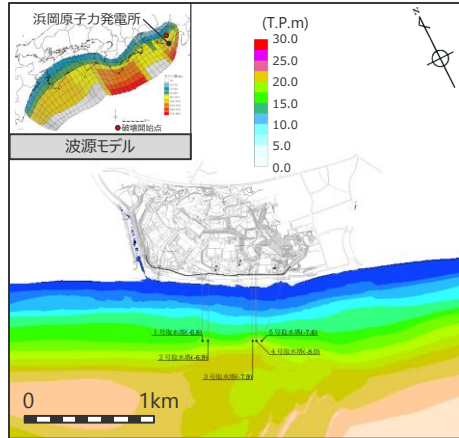 浜岡原子力発電所
破壊開始点
波源モデル
(T.P.m)
30.0
25.0
20.0
15.0
10.0
5.0
0.0
1号取水塔(-6.8)
5号取水塔(-7.6)
2号取水塔(-6.9)
4号取水塔(-8.0)
3号取水塔(-7.9)
0
1km